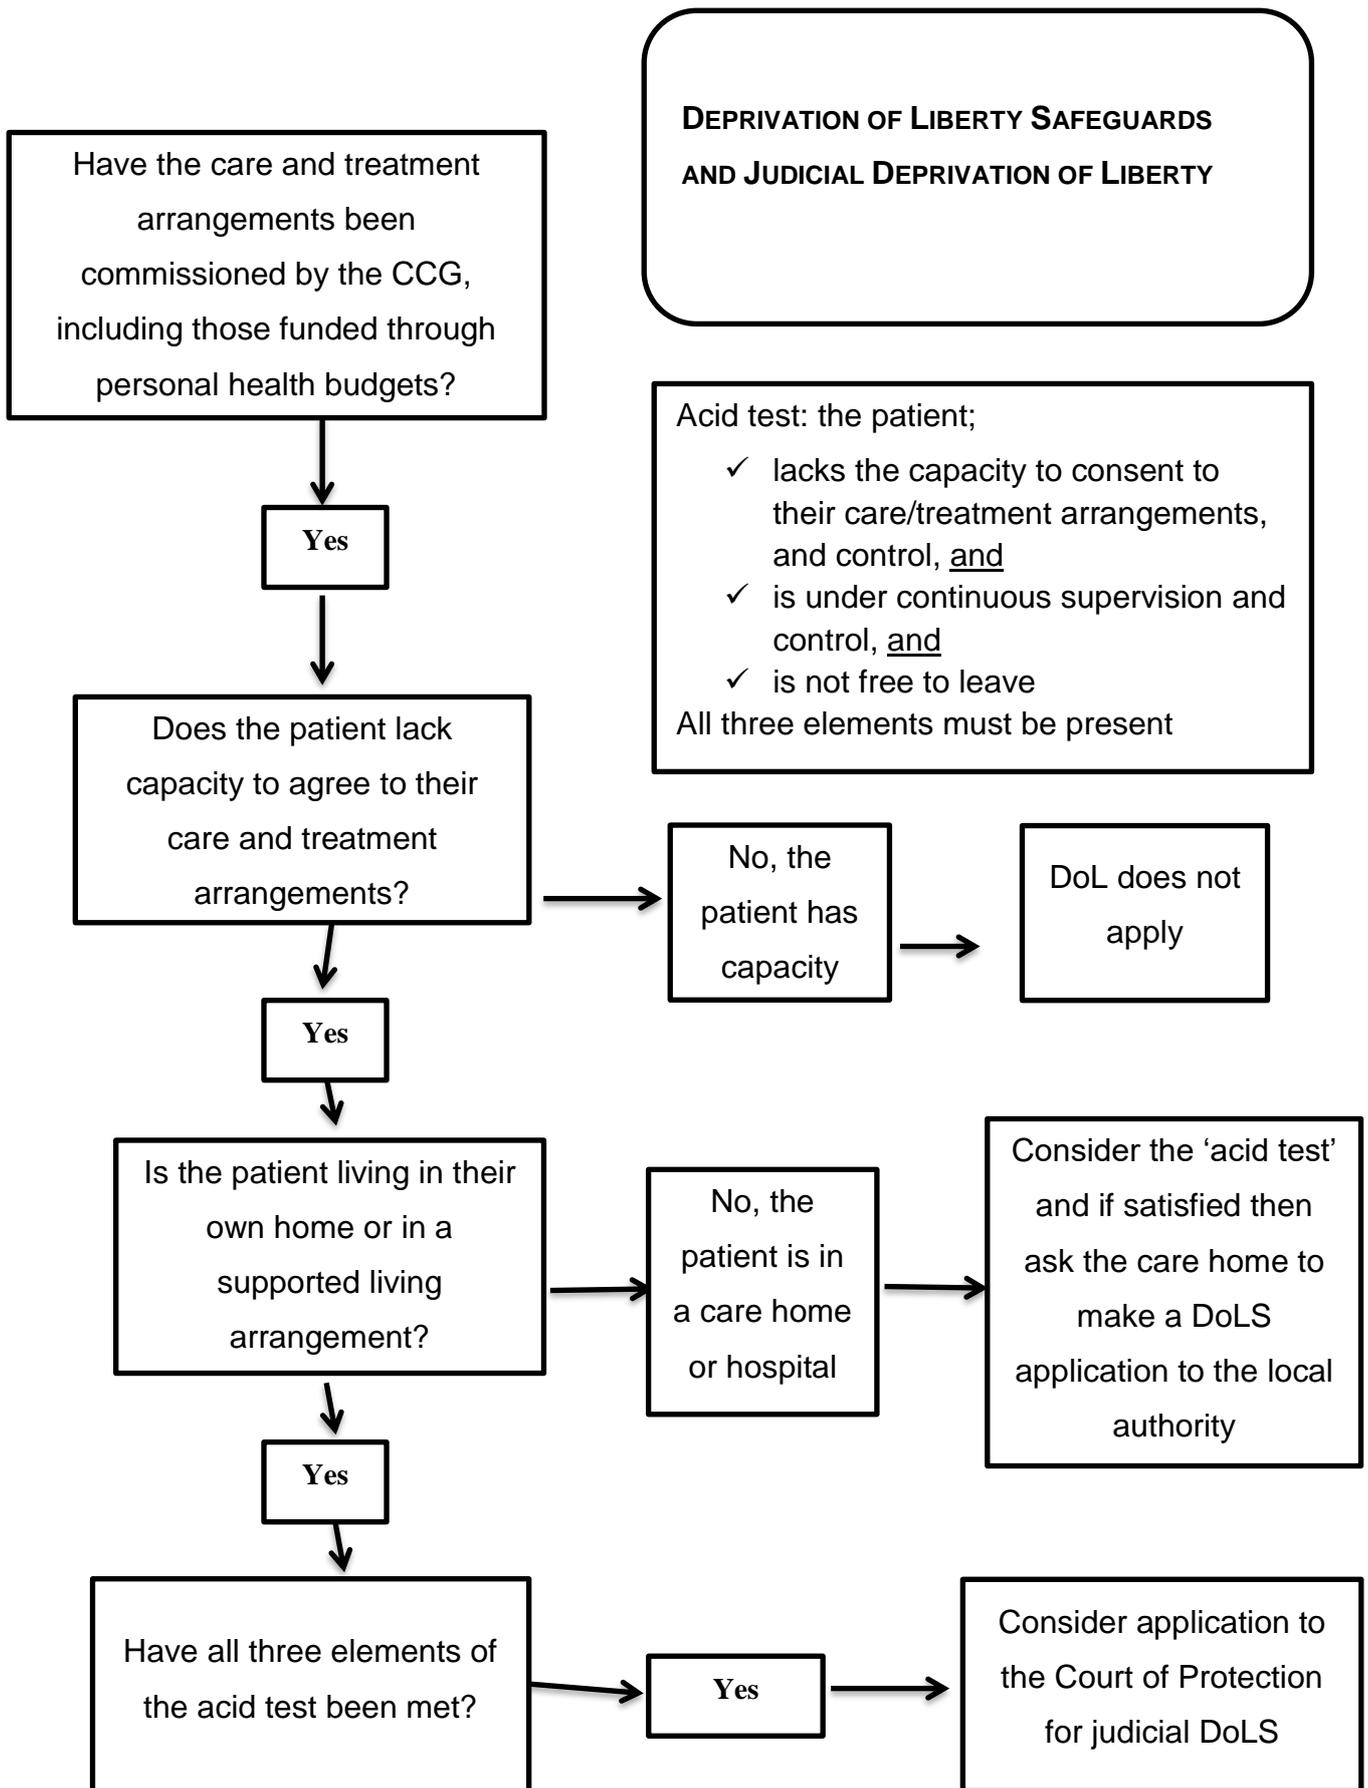 DEPRIVATION OF LIBERTY SAFEGUARDS
AND JUDICIAL DEPRIVATION OF LIBERTY
Have the care and treatment
arrangements been
commissioned by the CCG,
including those funded through
personal health budgets?
Acid test: the patient;
✓ lacks the capacity to consent to
their care/treatment arrangements,
and control, and
✓ is under continuous supervision and
control, and
✓ is not free to leave
All three elements must be present
Yes
Does the patient lack
capacity to agree to their
care and treatment
arrangements?
No, the
patient has
capacity
DoL does not
apply
Yes
Is the patient living in their
own home or in a
supported living
arrangement?
No, the
patient is in
a care home
or hospital
Consider the ‘acid test’
and if satisfied then
ask the care home to
make a DoLS
application to the local
authority
Yes
Have all three elements of
the acid test been met?
Yes
Consider application to
the Court of Protection
for judicial DoLS